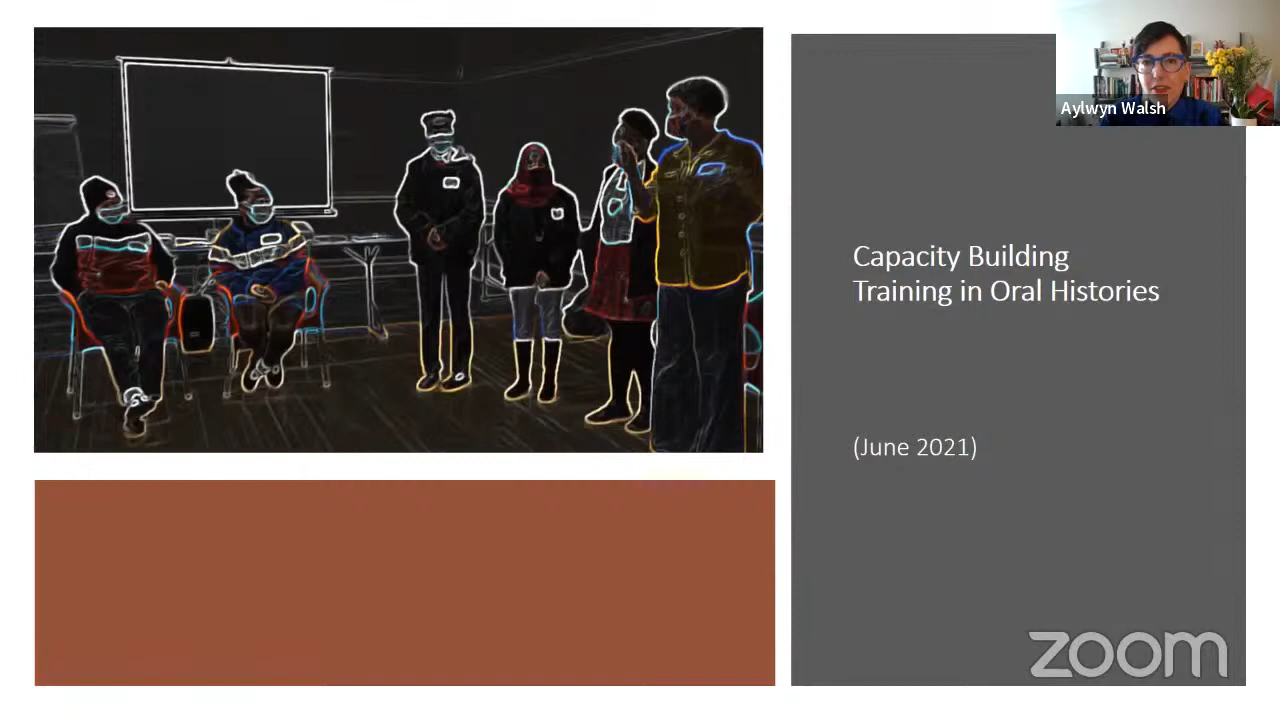 Aylwyn Walsh
Capacity Building
Training in Oral Histories
(June 2021)
zoom